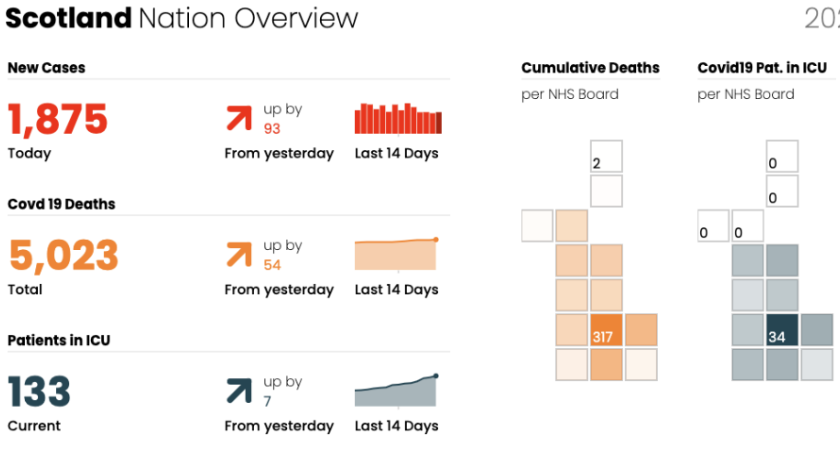 Scotland Nation Overview
202
New Cases
1,875
Today
up by
93
From yesterday
Last 14 Days
Covd 19 Deaths
5,023
Total
up by
54
From yesterday
Last 14 Days
Patients in ICU
133
Current
up by
7
From yesterday
Last 14 Days
Cumulative Deaths
per NHS Board
2
317
Covid19 Pat. in ICU
per NHS Board
0
0
0 0
34